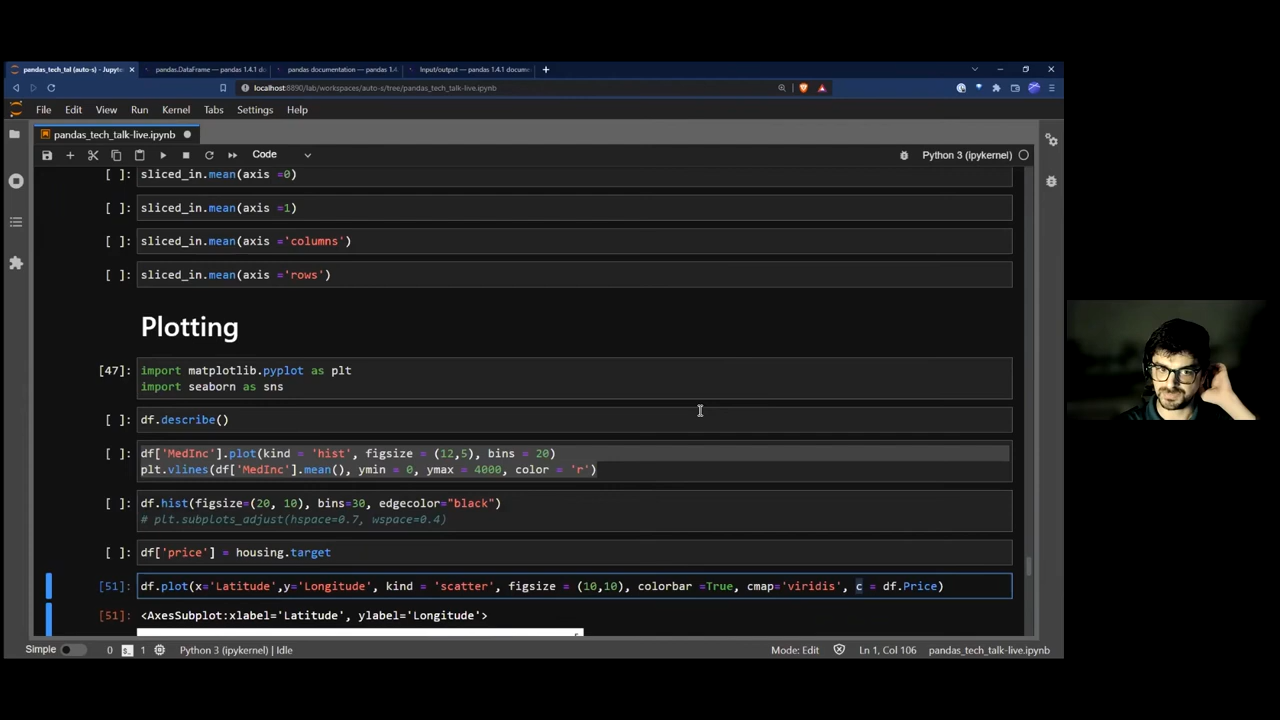 pandas_tech_tal (auto-s) - Jupyte
pandas.DataFrame — pandas 1.4.1 do
pandas documentation — pandas 1.4
Input/output — pandas 1.4.1 docume
localhost:8890/lab/workspaces/auto-s/tree/pandas_tech_talk-live.ipynb
File Edit View Run Kernel Tabs Settings Help
pandas_tech_talk-live.ipynb
Code
Python 3 (ipykernel)
[ ]: sliced_in.mean(axis =0)
[ ]: sliced_in.mean(axis =1)
[ ]: sliced_in.mean(axis ='columns')
[ ]: sliced_in.mean(axis ='rows')
Plotting
[47]: import matplotlib.pyplot as plt
import seaborn as sns
[ ]: df.describe()
[ ]: df['MedInc'].plot(kind = 'hist', figsize = (12,5), bins = 20)
plt.vlines(df['MedInc'].mean(), ymin = 0, ymax = 4000, color = 'r')
[ ]: df.hist(figsize=(20, 10), bins=30, edgecolor="black")
# plt.subplots_adjust(hspace=0.7, wspace=0.4)
[ ]: df['price'] = housing.target
[51]: df.plot(x='Latitude',y='Longitude', kind = 'scatter', figsize = (10,10), colorbar =True, cmap='viridis', c = df.Price)
[51]: <AxesSubplot:xlabel='Latitude', ylabel='Longitude'>
Simple 0 1 Python 3 (ipykernel) | Idle Mode: Edit Ln 1, Col 106 pandas_tech_talk-live.ipynb